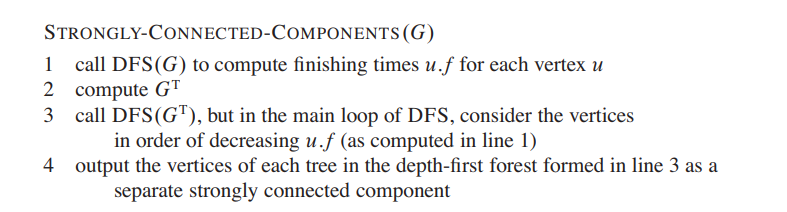 STRONGLY-CONNECTED-COMPONENTS(G)
1 call DFS(G) to compute finishing times u.f for each vertex u
2 compute Gᵀ
3 call DFS(Gᵀ), but in the main loop of DFS, consider the vertices
in order of decreasing u.f (as computed in line 1)
4 output the vertices of each tree in the depth-first forest formed in line 3 as a
separate strongly connected component